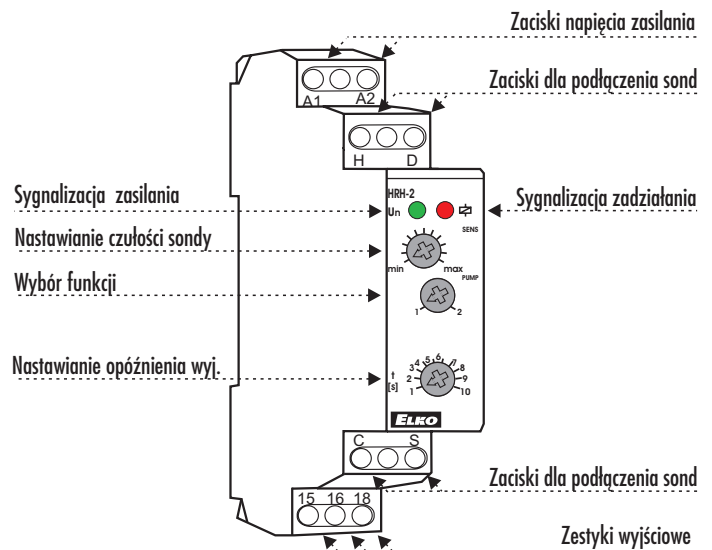 Zaciski napięcia zasilania
A1 A2
Zaciski dla podłączenia sond
H D
HRH-2
Sygnalizacja zasilania
Un
Sygnalizacja zadziałania
SENS
Nastawianie czułości sondy
min max
PUMP
Wybór funkcji
1 2
Nastawianie opóźnienia wyj.
t
[s]
1 2 3 4 5 6 7 8 9 10
ELKO
C S
Zaciski dla podłączenia sond
15 16 18
Zestyki wyjściowe